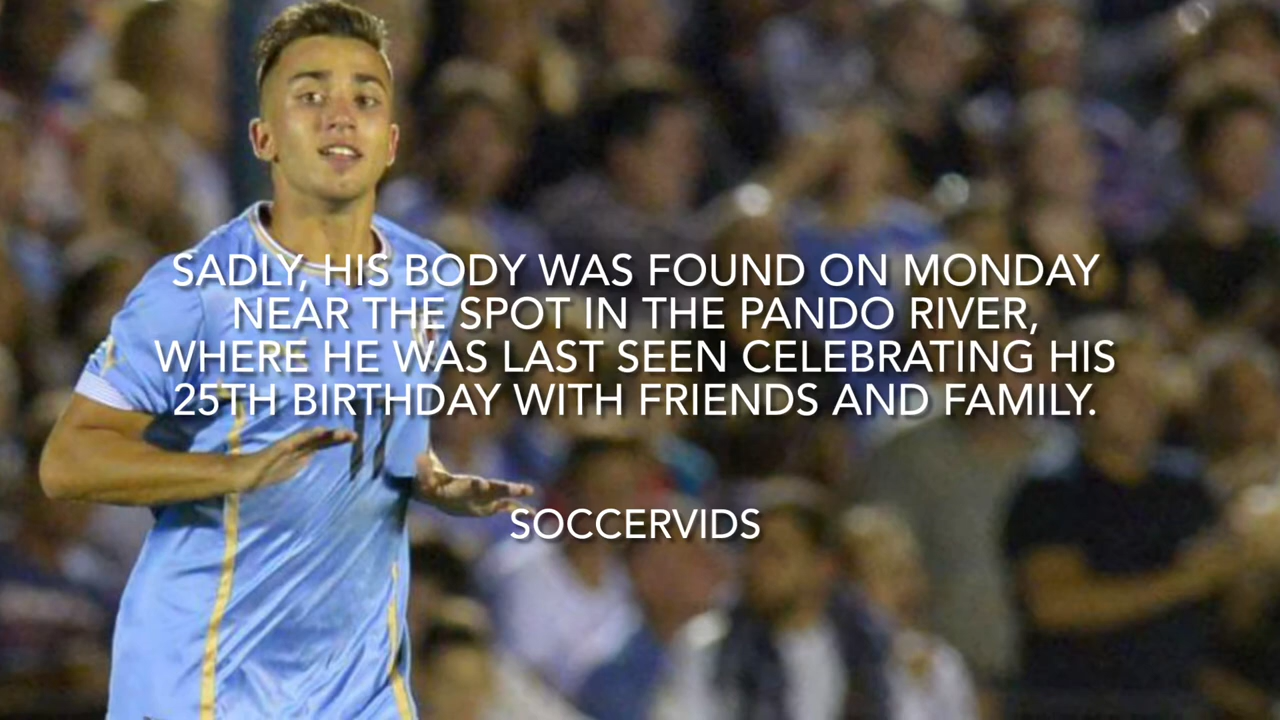 SADLY, HIS BODY WAS FOUND ON MONDAY
NEAR THE SPOT IN THE PANDO RIVER,
WHERE HE WAS LAST SEEN CELEBRATING HIS
25TH BIRTHDAY WITH FRIENDS AND FAMILY.
SOCCERVIDS